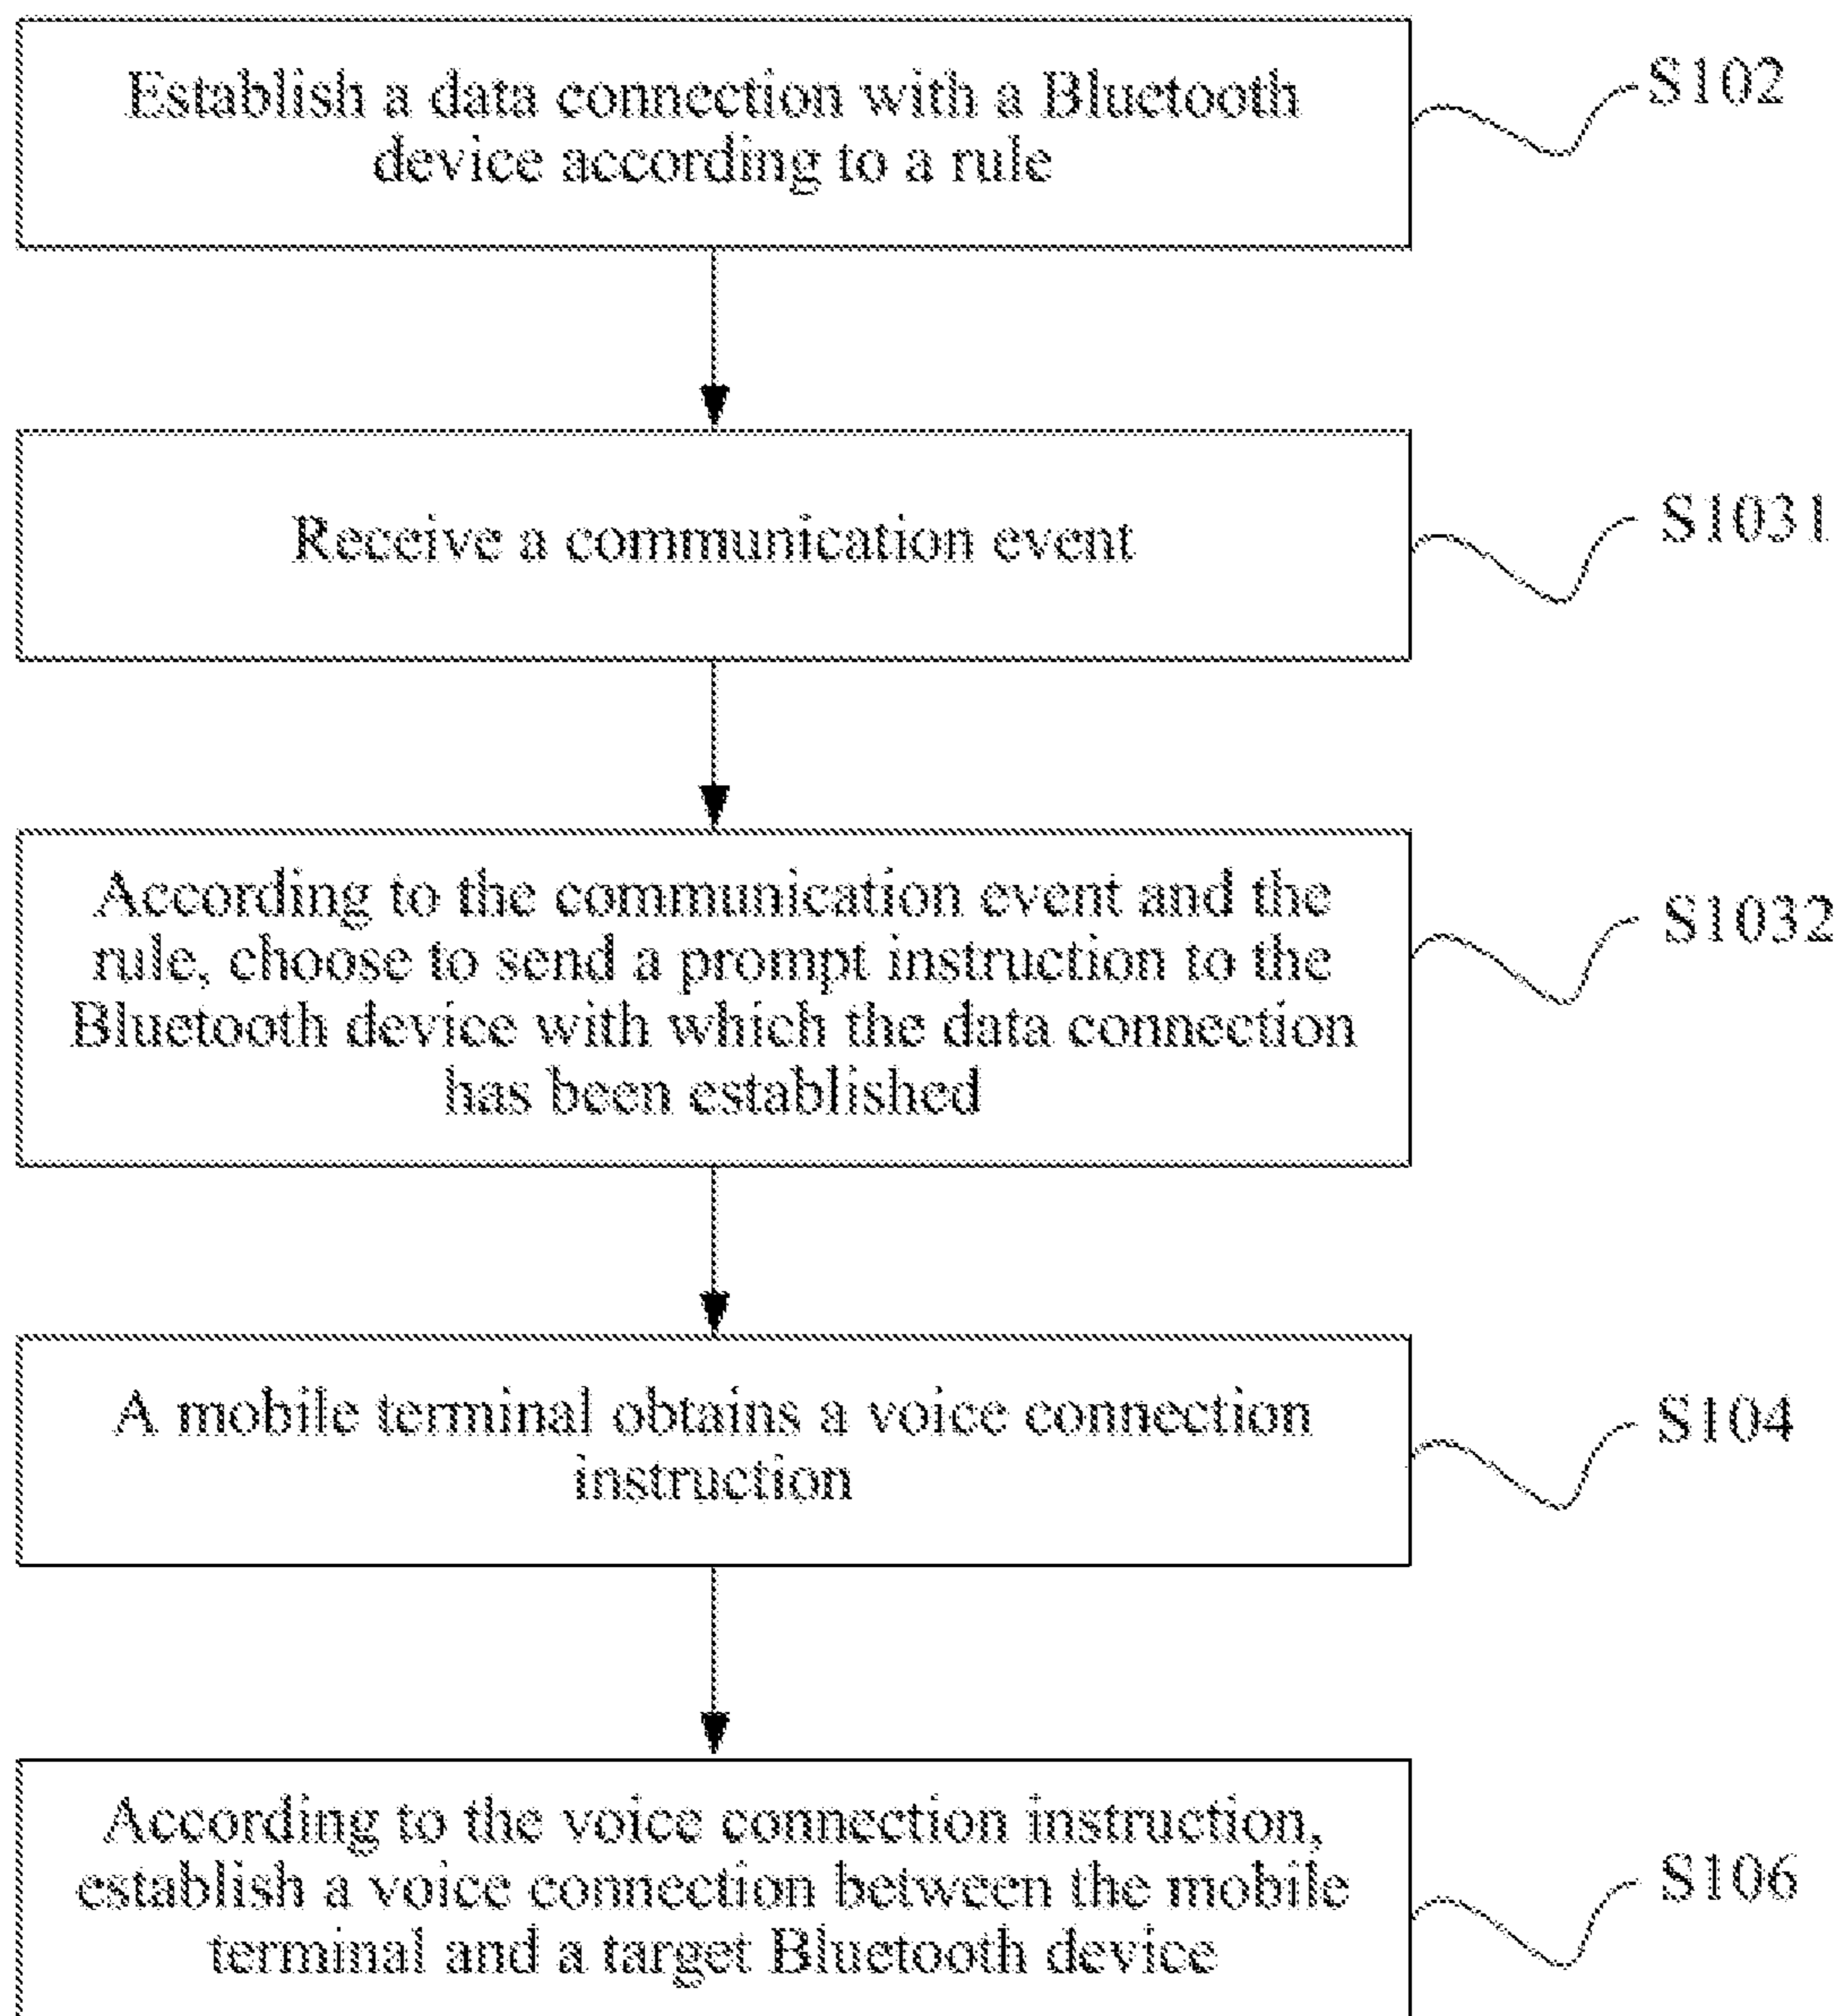 Establish a data connection with a Bluetooth
device according to a rule
S102
Receive a communication event
S1031
According to the communication event and the
rule, choose to send a prompt instruction to the
Bluetooth device with which the data connection
has been established
S1032
A mobile terminal obtains a voice connection
instruction
S104
According to the voice connection instruction,
establish a voice connection between the mobile
terminal and a target Bluetooth device
S106